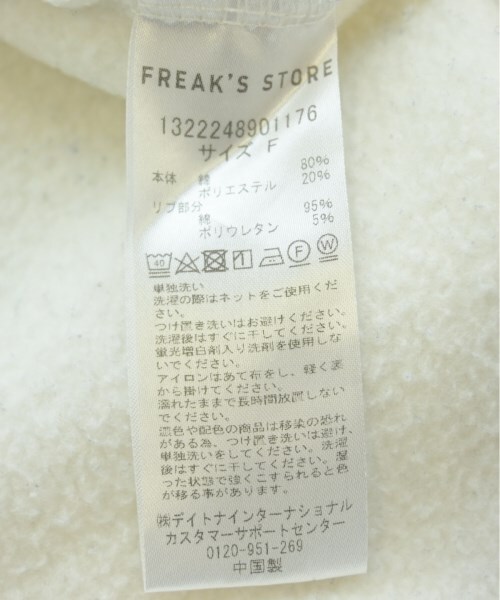 FREAK'S STORE
1322248901176
サイズ F
本体 綿 80%
ポリエステル 20%
リブ部分
綿 95%
ポリウレタン 5%
40 F W
単独洗い
洗濯の際はネットをご使用くだ
さい。
つけ置き洗いはお避けください。
洗濯後はすぐに干してください。
蛍光増白剤入り洗剤を使用しな
いでください。
アイロンはあて布をし、軽く裏
から掛けてください。
濡れたままで長時間放置しない
でください。
濃色や配色の商品は移染の恐れ
がある為、つけ置き洗いは避け、
単独洗いをしてください。洗濯
後はすぐに干してください。湿
った状態で強くこすられると色
が移る事があります。
㈱デイトナインターナショナル
カスタマーサポートセンター
0120-951-269
中国製